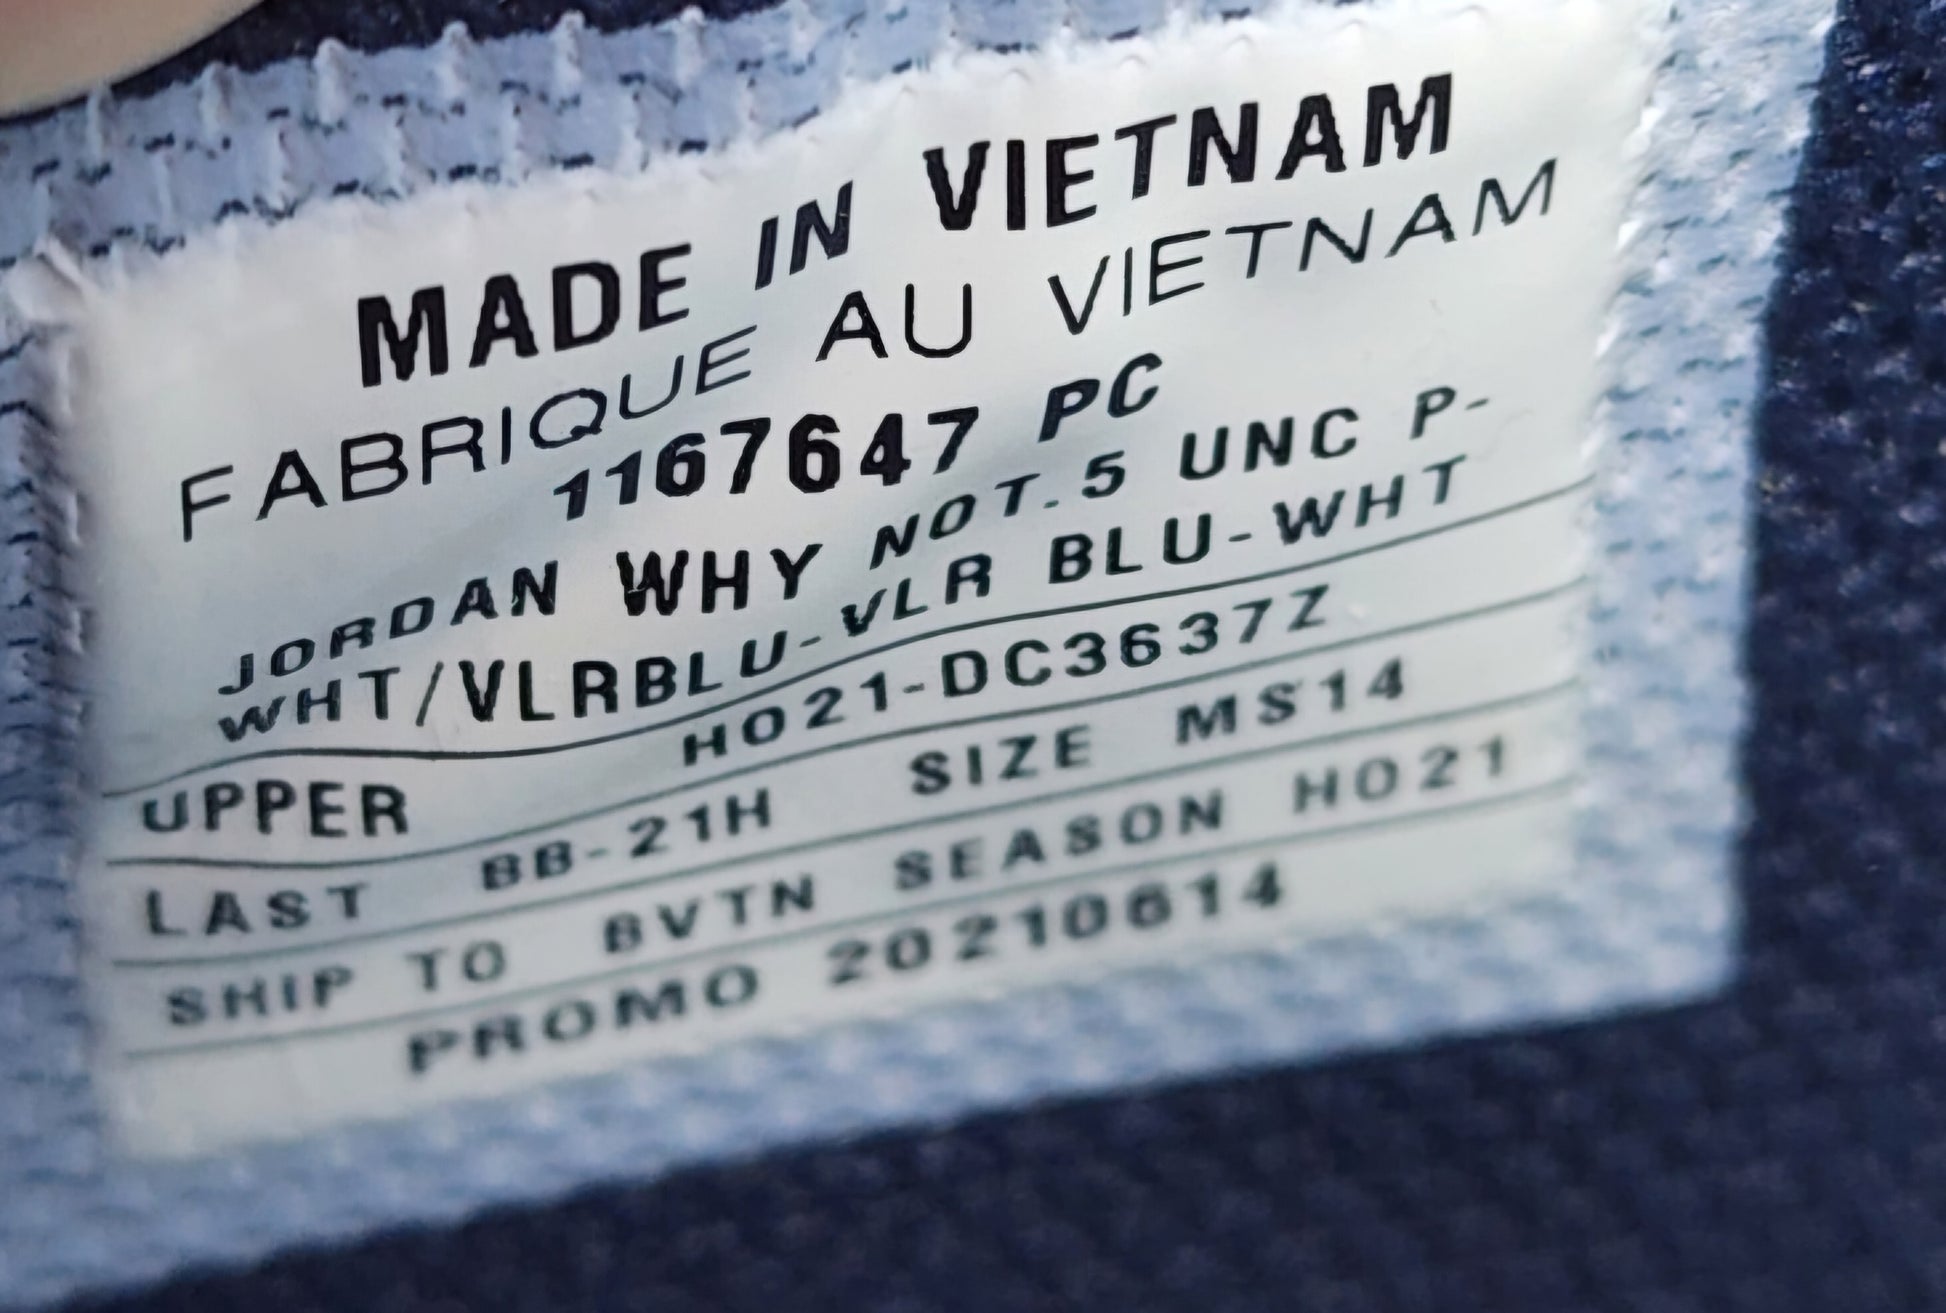 MADE IN VIETNAM
FABRIQUE AU VIETNAM
1167647 PC
JORDAN WHY NOT.5 UNC P-
WHT/VLRBLU-VLR BLU-WHT
UPPER HO21-DC3637Z
LAST BB-21H SIZE MS14
SHIP TO BVTN SEASON HO21
PROMO 20210614